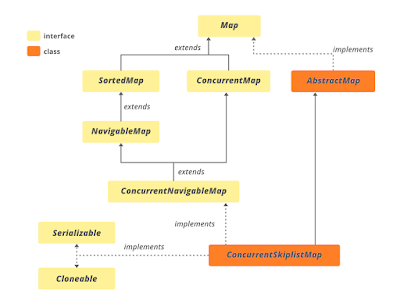 Map
interface
class
extends
implements
SortedMap
ConcurrentMap
AbstractMap
extends
NavigableMap
extends
ConcurrentNavigableMap
implements
Serializable
implements
ConcurrentSkiplistMap
Cloneable